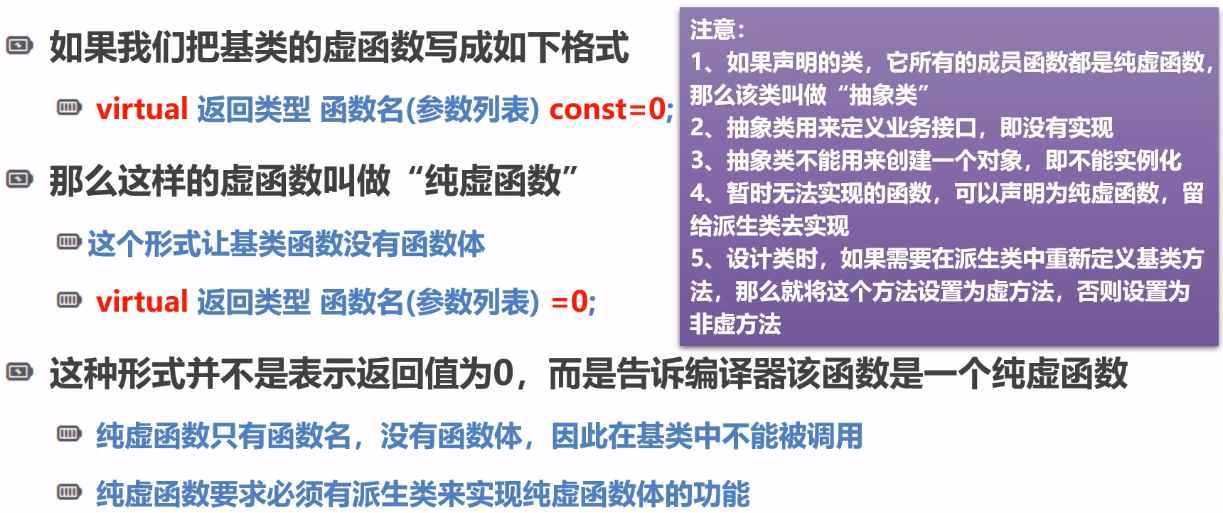 如果我们把基类的虚函数写成如下格式
virtual 返回类型 函数名(参数列表) const=0;
那么这样的虚函数叫做“纯虚函数”
这个形式让基类函数没有函数体
virtual 返回类型 函数名(参数列表) =0;
这种形式并不是表示返回值为0，而是告诉编译器该函数是一个纯虚函数
纯虚函数只有函数名，没有函数体，因此在基类中不能被调用
纯虚函数要求必须有派生类来实现纯虚函数体的功能
注意：
1、如果声明的类，它所有的成员函数都是纯虚函数，
那么该类叫做“抽象类”
2、抽象类用来定义业务接口，即没有实现
3、抽象类不能用来创建一个对象，即不能实例化
4、暂时无法实现的函数，可以声明为纯虚函数，留
给派生类去实现
5、设计类时，如果需要在派生类中重新定义基类方
法，那么就将这个方法设置为虚方法，否则设置为
非虚方法